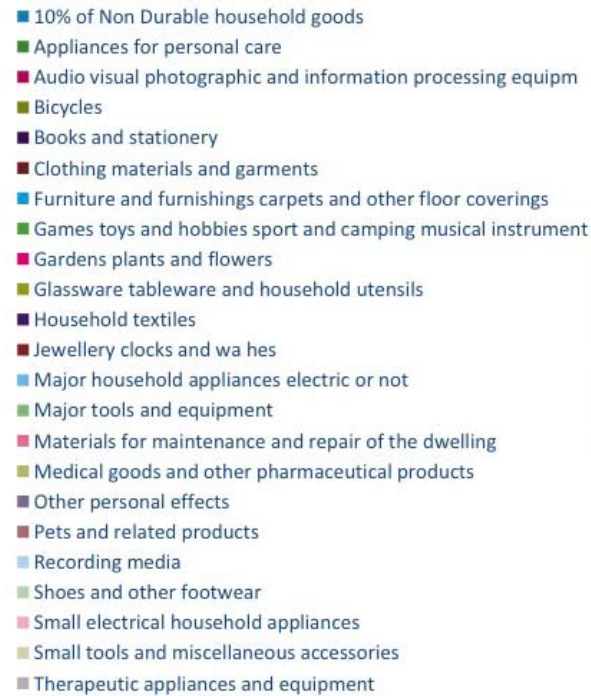 10% of Non Durable household goods
Appliances for personal care
Audio visual photographic and information processing equipm
Bicycles
Books and stationery
Clothing materials and garments
Furniture and furnishings carpets and other floor coverings
Games toys and hobbies sport and camping musical instrument
Gardens plants and flowers
Glassware tableware and household utensils
Household textiles
Jewellery clocks and wa hes
Major household appliances electric or not
Major tools and equipment
Materials for maintenance and repair of the dwelling
Medical goods and other pharmaceutical products
Other personal effects
Pets and related products
Recording media
Shoes and other footwear
Small electrical household appliances
Small tools and miscellaneous accessories
Therapeutic appliances and equipment